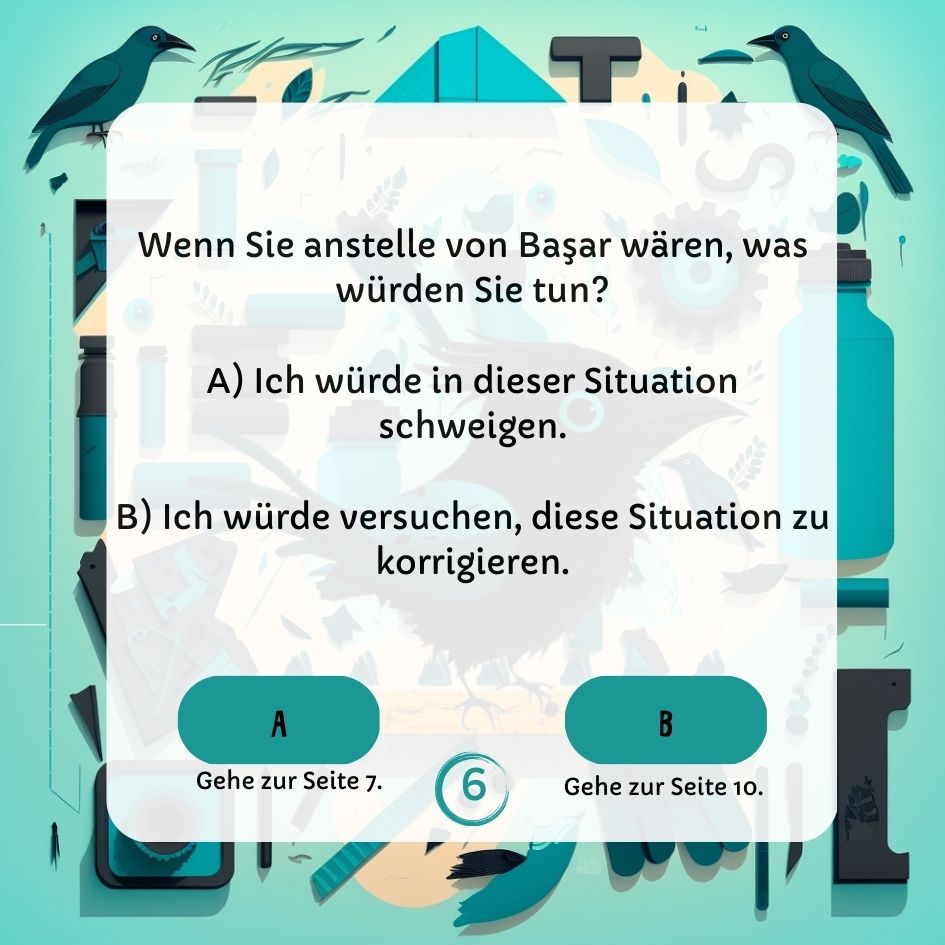 Wenn Sie anstelle von Başar wären, was
würden Sie tun?
A) Ich würde in dieser Situation
schweigen.
B) Ich würde versuchen, diese Situation zu
korrigieren.
A
B
Gehe zur Seite 7.
6
Gehe zur Seite 10.